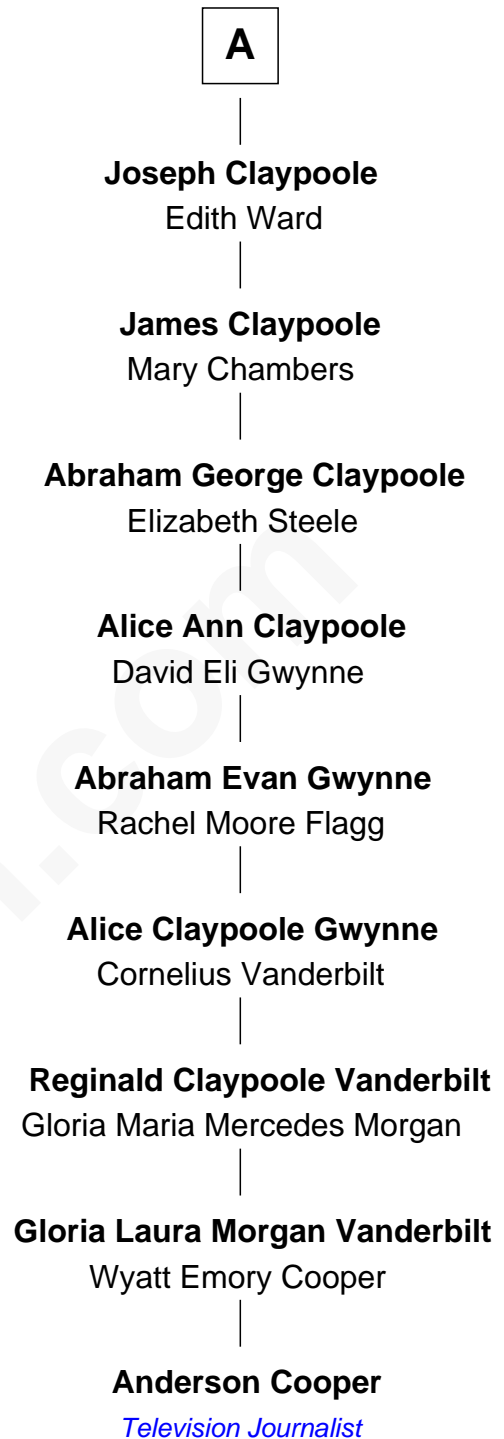 A
Joseph Claypoole
Edith Ward
James Claypoole
Mary Chambers
Abraham George Claypoole
Elizabeth Steele
Alice Ann Claypoole
David Eli Gwynne
Abraham Evan Gwynne
Rachel Moore Flagg
Alice Claypoole Gwynne
Cornelius Vanderbilt
Reginald Claypoole Vanderbilt
Gloria Maria Mercedes Morgan
Gloria Laura Morgan Vanderbilt
Wyatt Emory Cooper
Anderson Cooper
Television Journalist